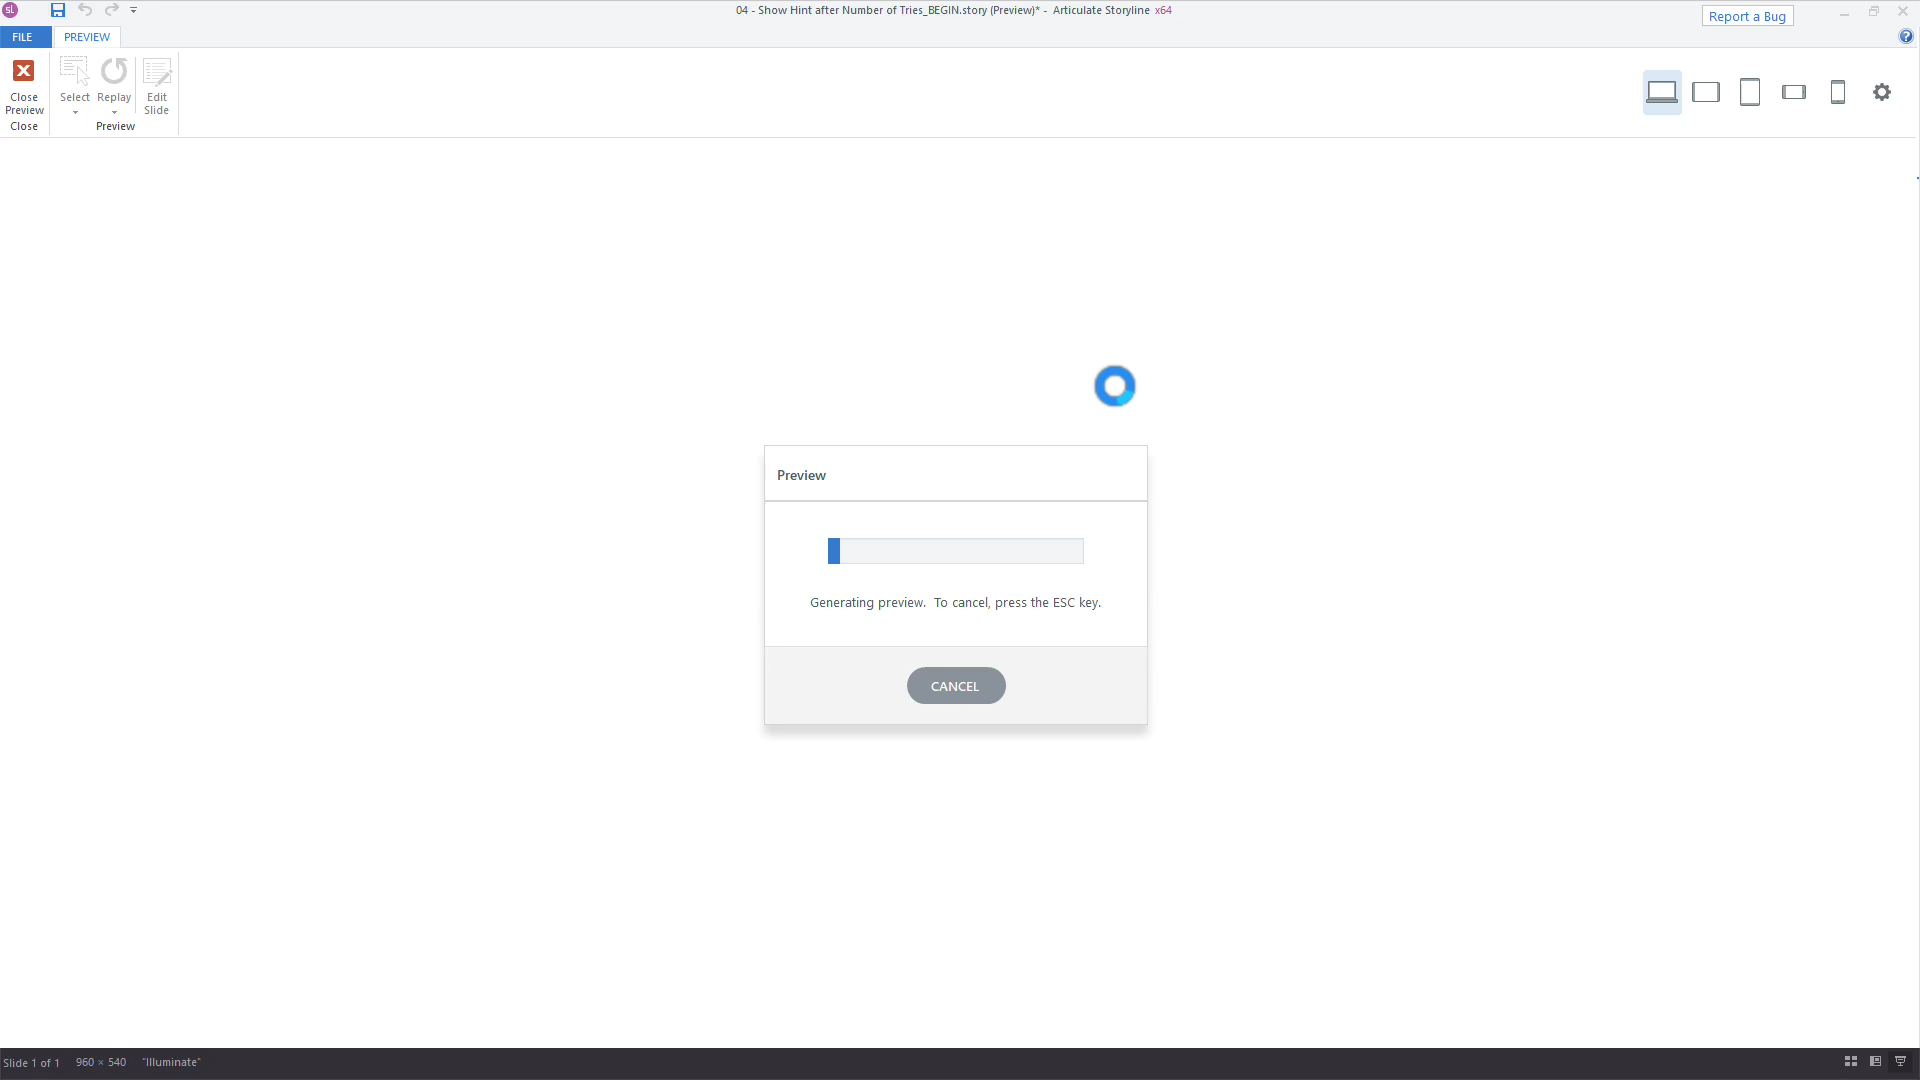 SL
04 - Show Hint after Number of Tries_BEGIN.story (Preview)* - Articulate Storyline x64
Report a Bug
FILE
PREVIEW
?
Close Preview
Select
Replay
Edit Slide
Close
Preview
Preview
Generating preview. To cancel, press the ESC key.
CANCEL
Slide 1 of 1
960 × 540
"Illuminate"